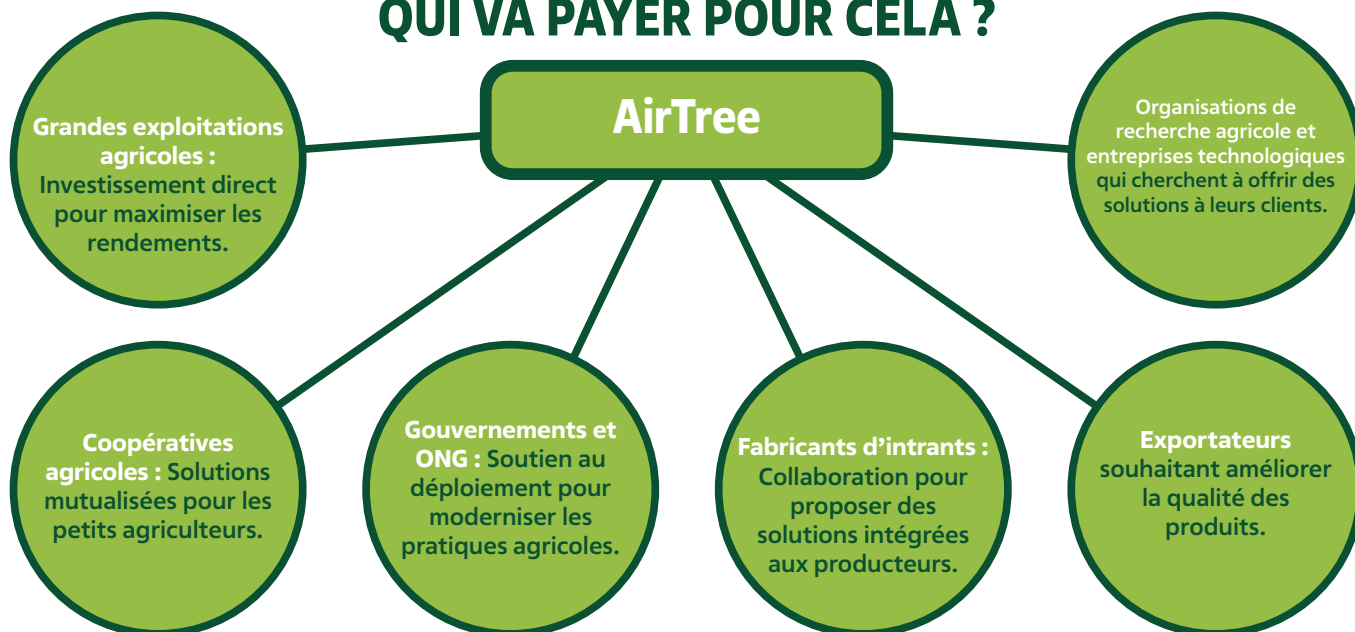 QUI VA PAYER POUR CELA ?
AirTree
Grandes exploitations
agricoles :
Investissement direct
pour maximiser les
rendements.
Organisations de
recherche agricole et
entreprises technologiques
qui cherchent à offrir des
solutions à leurs clients.
Coopératives
agricoles : Solutions
mutualisées pour les
petits agriculteurs.
Gouvernements et
ONG : Soutien au
déploiement pour
moderniser les
pratiques agricoles.
Fabricants d’intrants :
Collaboration pour
proposer des
solutions intégrées
aux producteurs.
Exportateurs
souhaitant améliorer
la qualité des
produits.